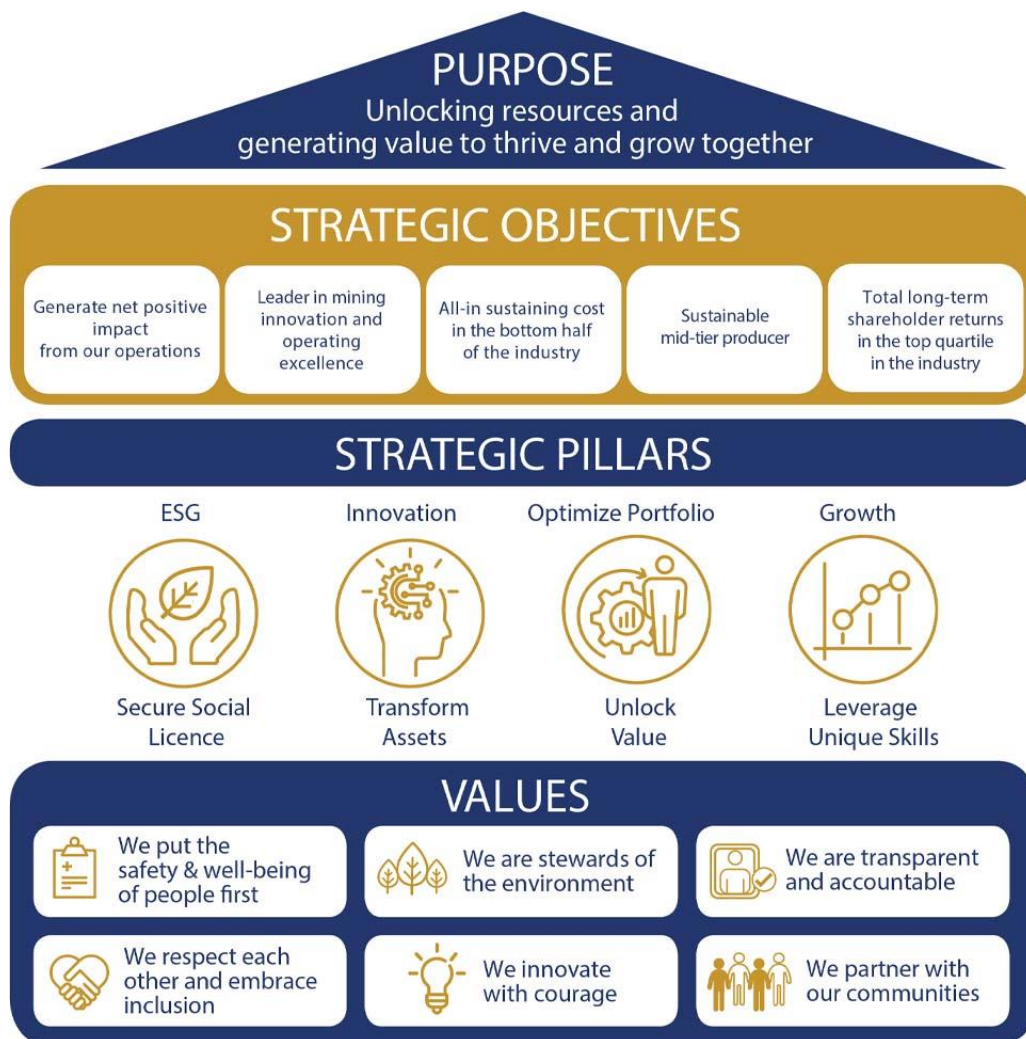 PURPOSE
Unlocking resources and
generating value to thrive and grow together
STRATEGIC OBJECTIVES
Generate net positive
impact
from our operations
Leader in mining
innovation and
operating
excellence
All-in sustaining cost
in the bottom half
of the industry
Sustainable
mid-tier producer
Total long-term
shareholder returns
in the top quartile
in the industry
STRATEGIC PILLARS
ESG
Secure Social
Licence
Innovation
Transform
Assets
Optimize Portfolio
Unlock
Value
Growth
Leverage
Unique Skills
VALUES
We put the
safety & well-being
of people first
We are stewards of
the environment
We are transparent
and accountable
We respect each
other and embrace
inclusion
We innovate
with courage
We partner with
our communities